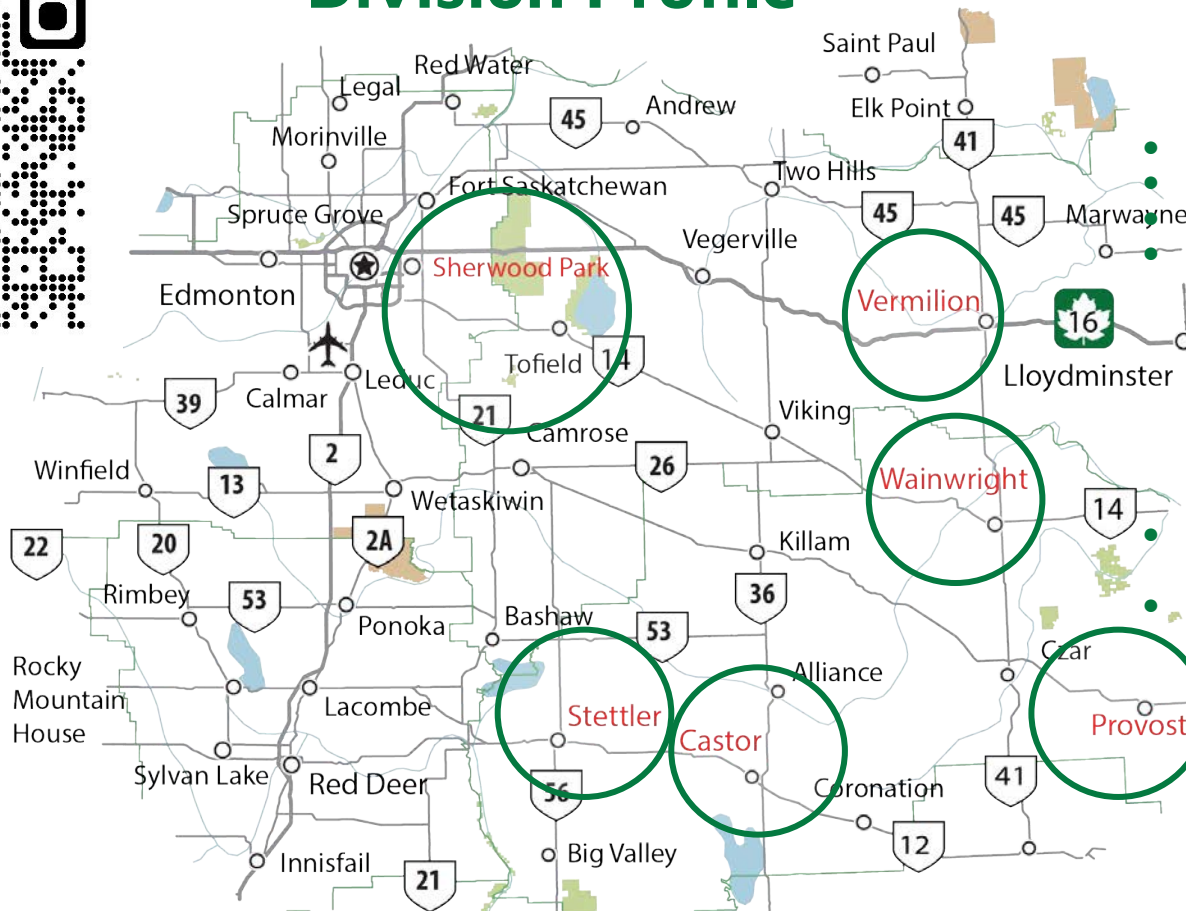 Division Profile
Saint Paul
Red Water
Legal
Elk Point
Andrew
45
41
Morinville
Two Hills
Fort Saskatchewan
Spruce Grove
45
45
Marwayne
Vegerville
Sherwood Park
Edmonton
Vermilion
16
Tofield
14
Leduc
Lloydminster
Calmar
39
21
Viking
Camrose
2
26
Winfield
13
Wainwright
Wetaskiwin
14
22
20
2A
Killam
Rimbey
53
36
Ponoka
Bashaw
53
Czar
Rocky
Mountain
House
Alliance
Lacombe
Stettler
Castor
Provost
Sylvan Lake
Red Deer
56
41
Coronation
12
Innisfail
Big Valley
21